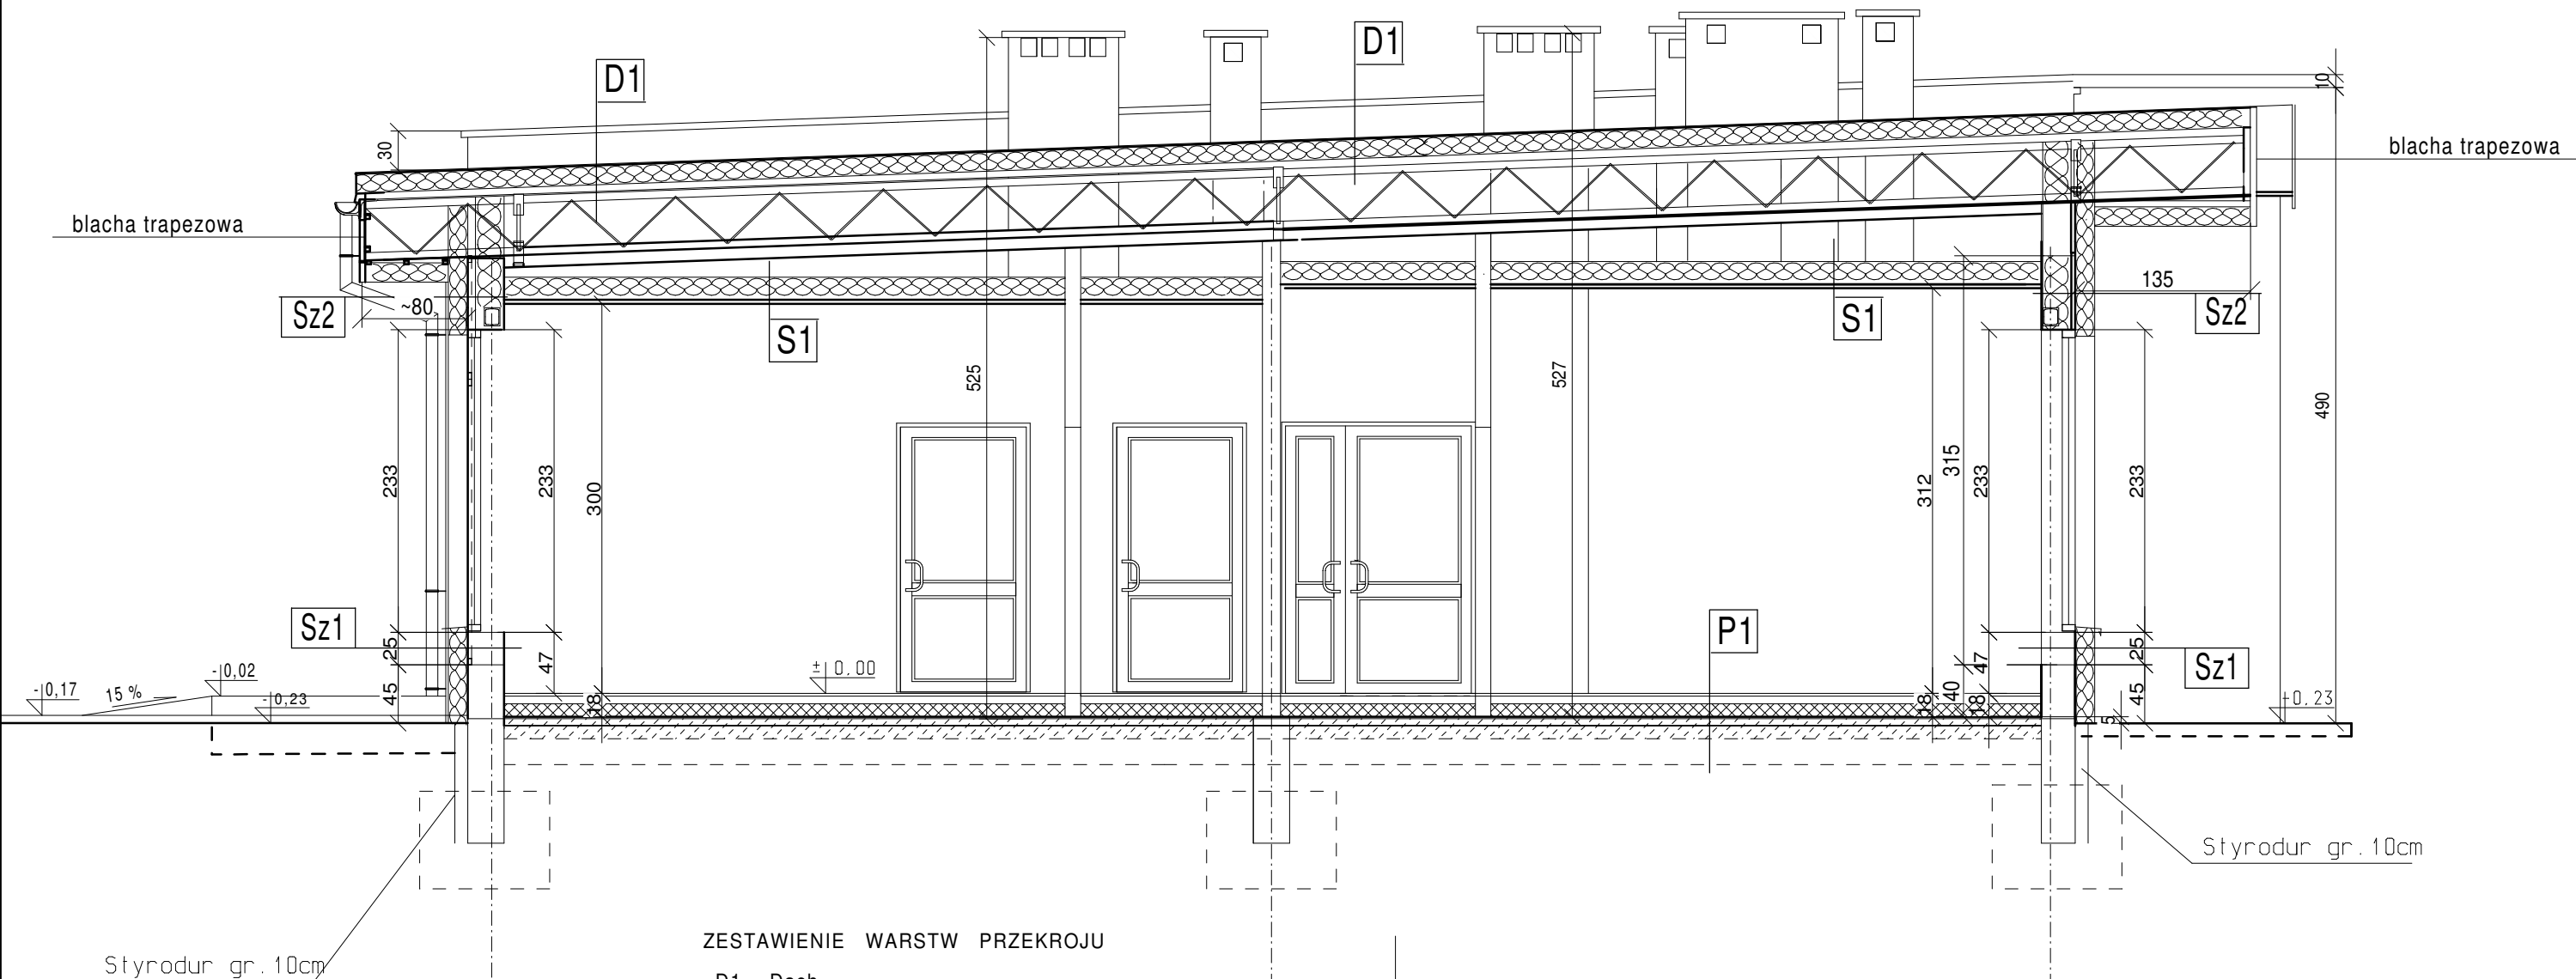 D1
D1
10
30
blacha trapezowa
blacha trapezowa
135
~80
Sz2
Sz2
S1
S1
525
527
490
233
233
300
312
315
233
233
Sz1
P1
25
47
±0.00
47
25
Sz1
-0,17
15 %
-0,02
-0,23
45
18
18
40
18
45
5
-0.23
Styrodur gr.10cm
ZESTAWIENIE WARSTW PRZEKROJU
Styrodur gr.10cm
D1 Dach